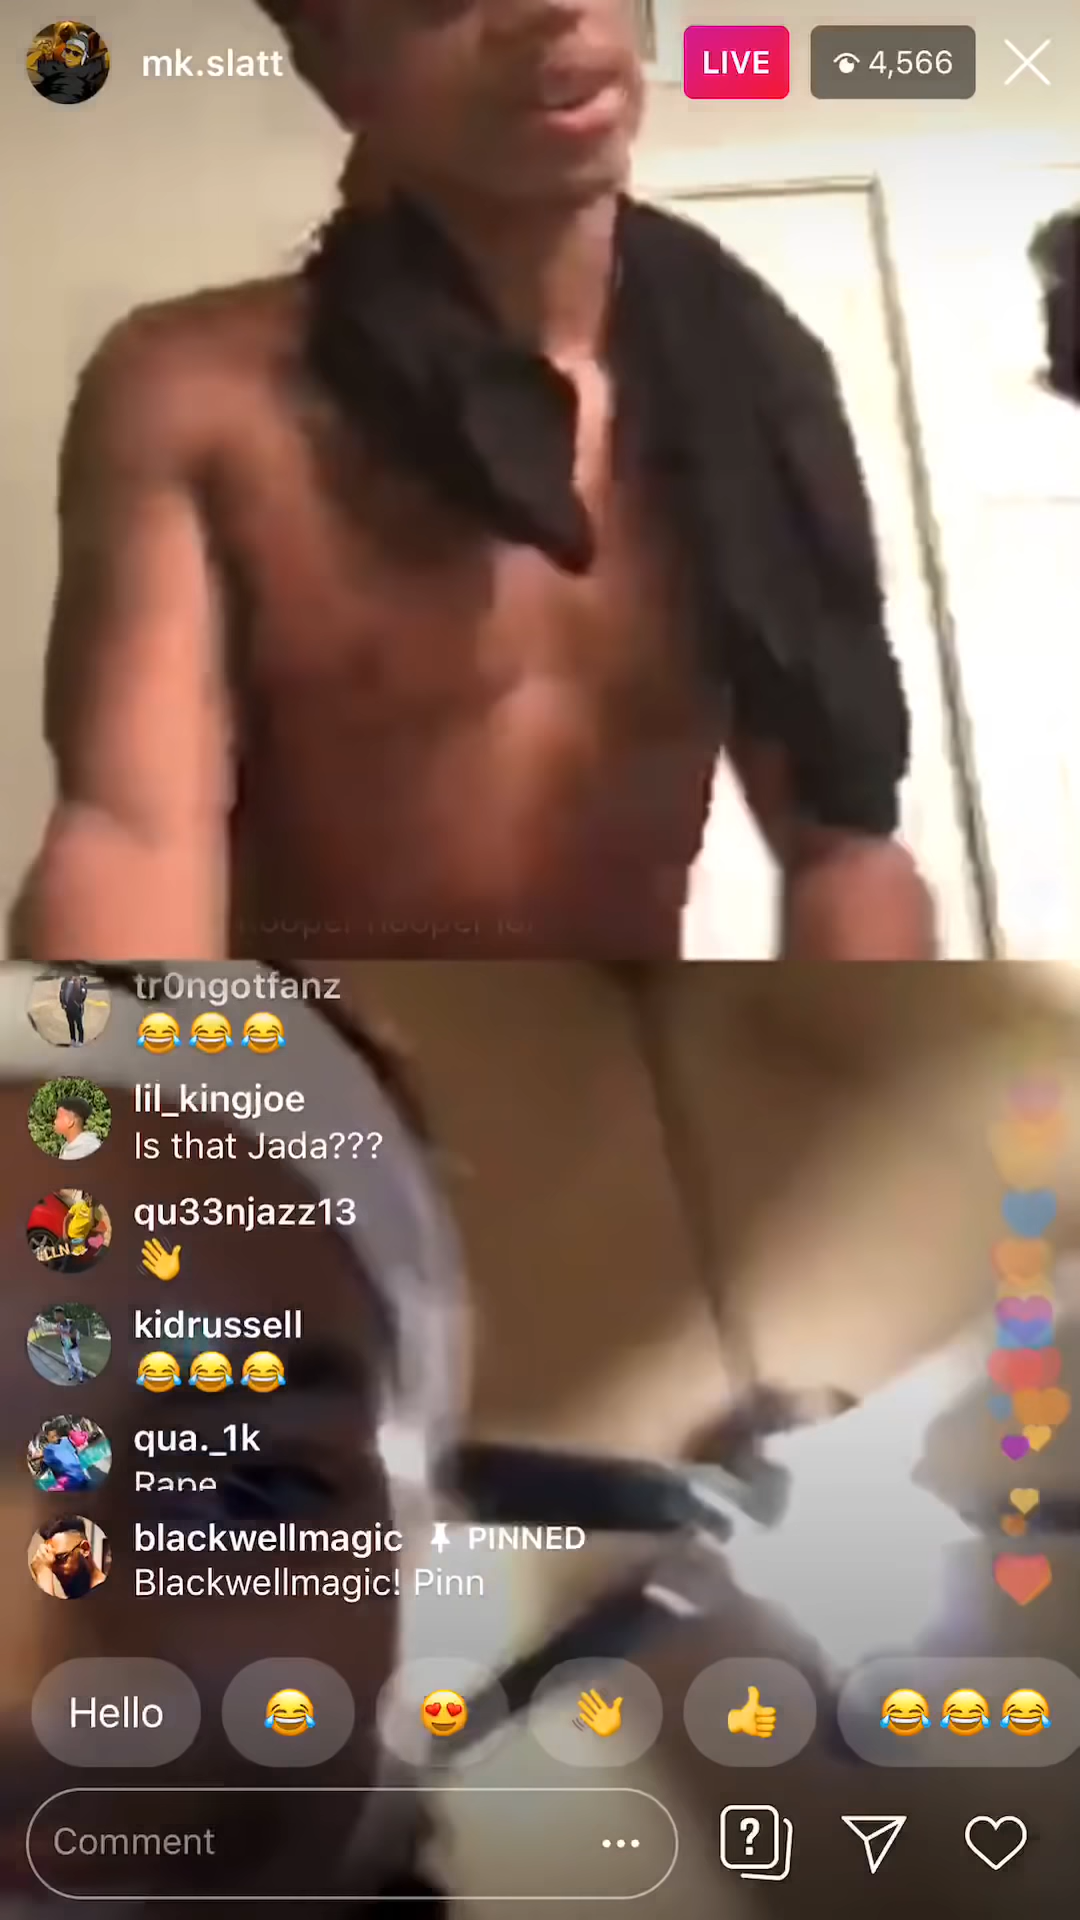 mk.slatt
LIVE
4,566
tr0ngotfanz
😂😂😂
lil_kingjoe
Is that Jada???
qu33njazz13
👋
kidrussell
😂😂😂
qua._1k
Rape
blackwellmagic PINNED
Blackwellmagic! Pinn
Hello 😂 😍 👋 👍 😂😂😂
Comment